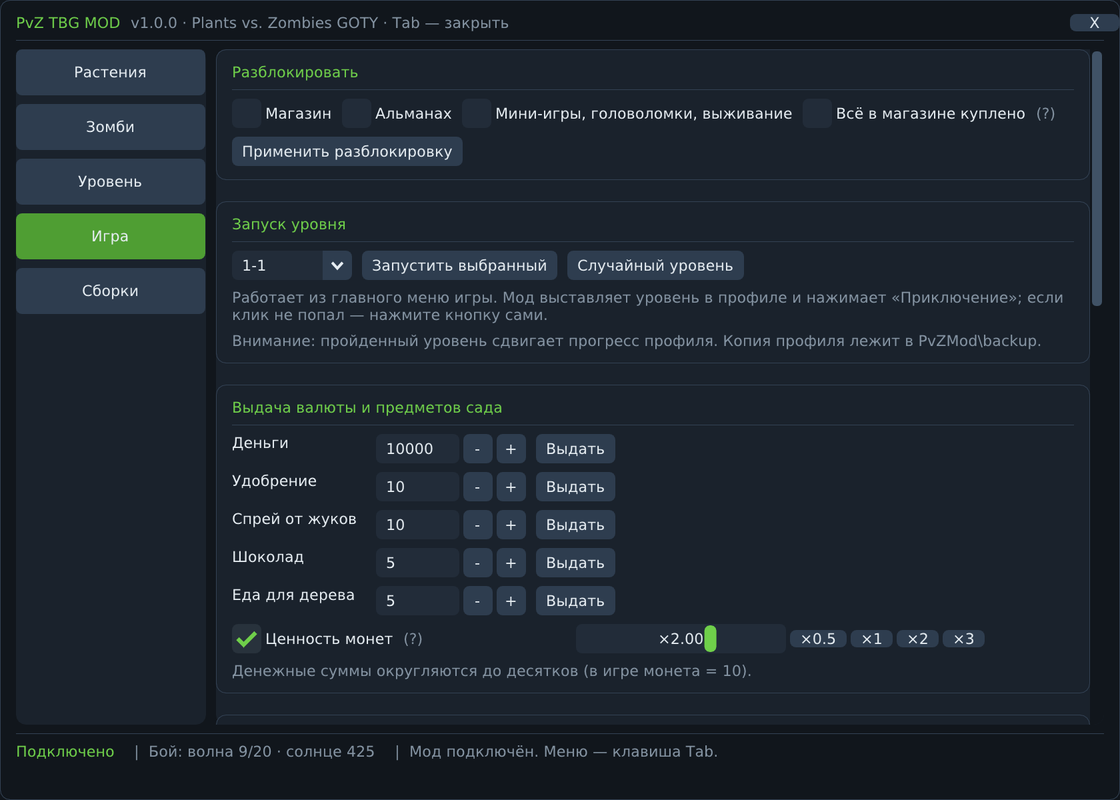 PvZ TBG MOD v1.0.0 · Plants vs. Zombies GOTY · Tab — закрыть
X
Растения
Зомби
Уровень
Игра
Сборки
Разблокировать
Магазин Альманах Мини-игры, головоломки, выживание Всё в магазине куплено (?)
Применить разблокировку
Запуск уровня
1-1 Запустить выбранный Случайный уровень
Работает из главного меню игры. Мод выставляет уровень в профиле и нажимает «Приключение»; если
клик не попал — нажмите кнопку сами.
Внимание: пройденный уровень сдвигает прогресс профиля. Копия профиля лежит в PvZMod\backup.
Выдача валюты и предметов сада
Деньги 10000 - + Выдать
Удобрение 10 - + Выдать
Спрей от жуков 10 - + Выдать
Шоколад 5 - + Выдать
Еда для дерева 5 - + Выдать
Ценность монет (?) ×2.00 ×0.5 ×1 ×2 ×3
Денежные суммы округляются до десятков (в игре монета = 10).
Подключено | Бой: волна 9/20 · солнце 425 | Мод подключён. Меню — клавиша Tab.